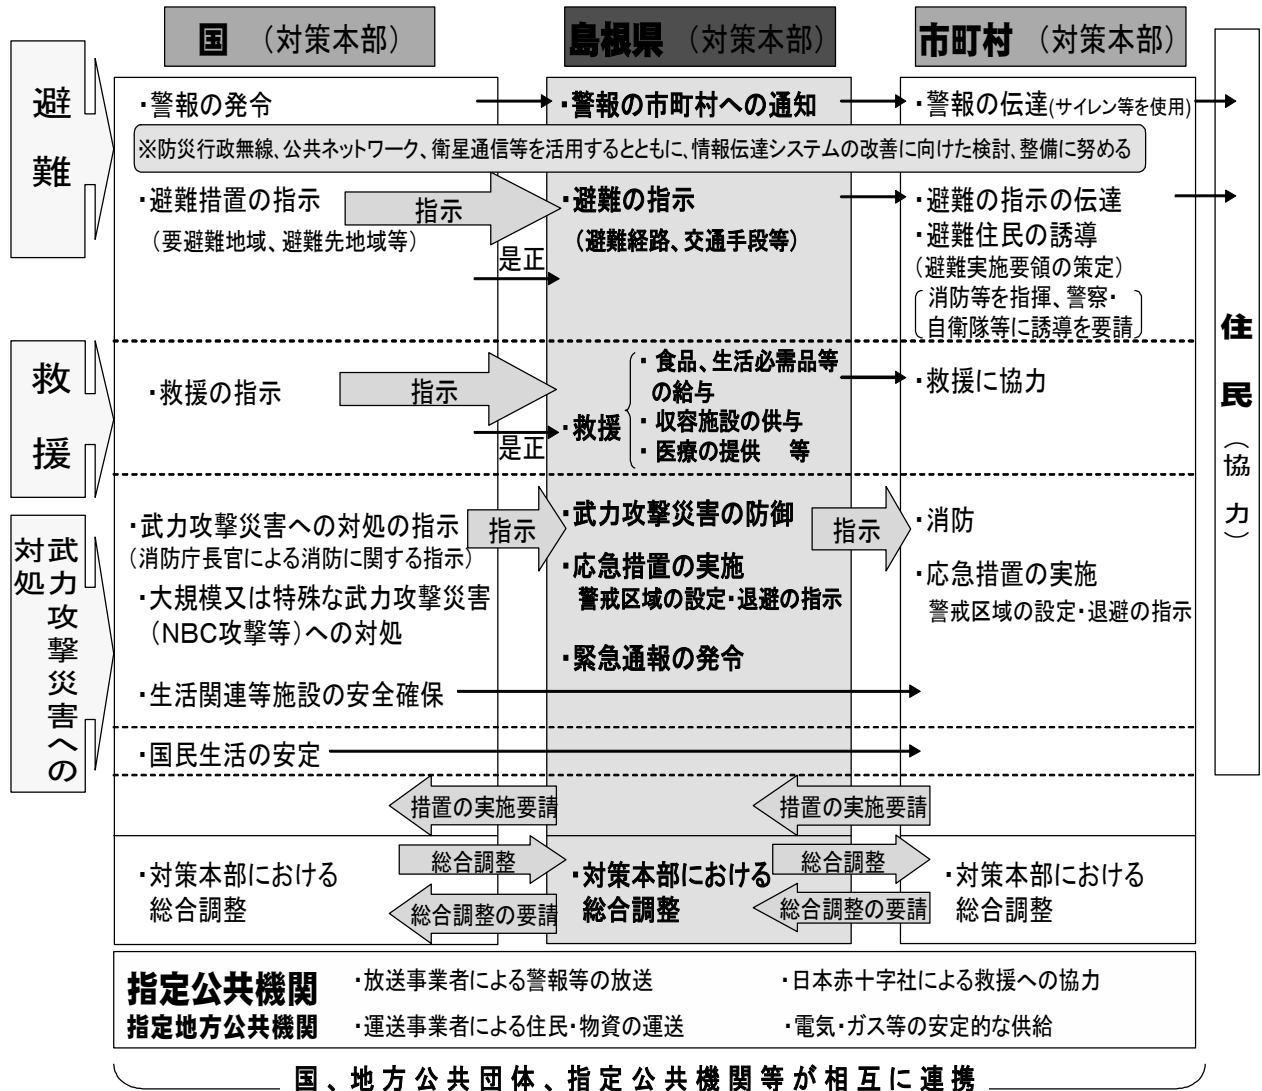 国 （対策本部）
島根県 （対策本部）
市町村 （対策本部）
避難
・警報の発令
・警報の市町村への通知
・警報の伝達(サイレン等を使用)
※防災行政無線、公共ネットワーク、衛星通信等を活用するとともに、情報伝達システムの改善に向けた検討、整備に努める
・避難措置の指示
（要避難地域、避難先地域等）
指示
是正
・避難の指示
（避難経路、交通手段等）
・避難の指示の伝達
・避難住民の誘導
（避難実施要領の策定）
消防等を指揮、警察・
自衛隊等に誘導を要請
救援
・救援の指示
指示
是正
・救援
・食品、生活必需品等
の給与
・収容施設の供与
・医療の提供 等
・救援に協力
武力攻撃災害への
対処
・武力攻撃災害への対処の指示
（消防庁長官による消防に関する指示）
・大規模又は特殊な武力攻撃災害
（NBC攻撃等）への対処
・生活関連等施設の安全確保
指示
・武力攻撃災害の防御
・応急措置の実施
警戒区域の設定・退避の指示
・緊急通報の発令
指示
・消防
・応急措置の実施
警戒区域の設定・退避の指示
・国民生活の安定
措置の実施要請
措置の実施要請
・対策本部における
総合調整
総合調整
総合調整の要請
・対策本部における
総合調整
総合調整
総合調整の要請
・対策本部における
総合調整
住民（協力）
指定公共機関
指定地方公共機関
・放送事業者による警報等の放送
・日本赤十字社による救援への協力
・運送事業者による住民・物資の運送
・電気・ガス等の安定的な供給
国、地方公共団体、指定公共機関等が相互に連携